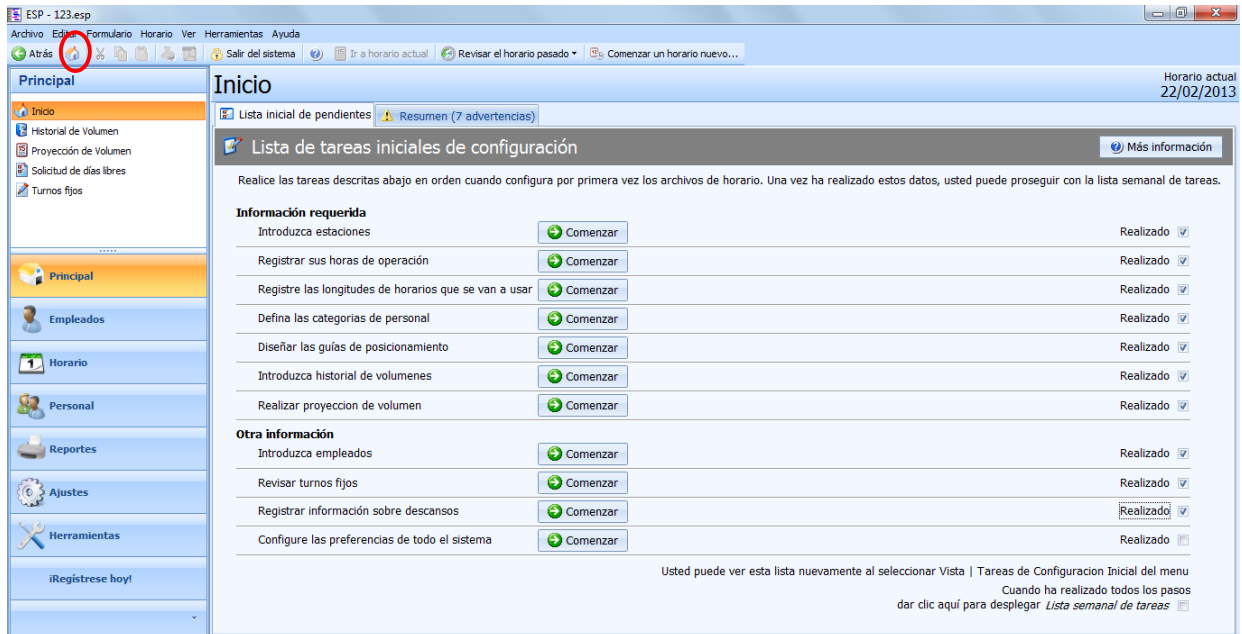 ESP - 123.esp
Archivo Editar Formulario Horario Ver Herramientas Ayuda
Atrás Salir del sistema Ir a horario actual Revisar el horario pasado Comenzar un horario nuevo...
Principal
Inicio
Historial de Volumen
Proyección de Volumen
Solicitud de días libres
Turnos fijos
Principal
Empleados
Horario
Personal
Reportes
Ajustes
Herramientas
¡Regístrese hoy!
Inicio
Horario actual
22/02/2013
Lista inicial de pendientes Resumen (7 advertencias)
Lista de tareas iniciales de configuración Más información
Realice las tareas descritas abajo en orden cuando configura por primera vez los archivos de horario. Una vez ha realizado estos datos, usted puede proseguir con la lista semanal de tareas.
Información requerida
Introduzca estaciones Comenzar Realizado
Registrar sus horas de operación Comenzar Realizado
Registre las longitudes de horarios que se van a usar Comenzar Realizado
Defina las categorias de personal Comenzar Realizado
Diseñar las guías de posicionamiento Comenzar Realizado
Introduzca historial de volumenes Comenzar Realizado
Realizar proyeccion de volumen Comenzar Realizado
Otra información
Introduzca empleados Comenzar Realizado
Revisar turnos fijos Comenzar Realizado
Registrar información sobre descansos Comenzar Realizado
Configure las preferencias de todo el sistema Comenzar Realizado
Usted puede ver esta lista nuevamente al seleccionar Vista | Tareas de Configuracion Inicial del menu
Cuando ha realizado todos los pasos
dar clic aquí para desplegar Lista semanal de tareas